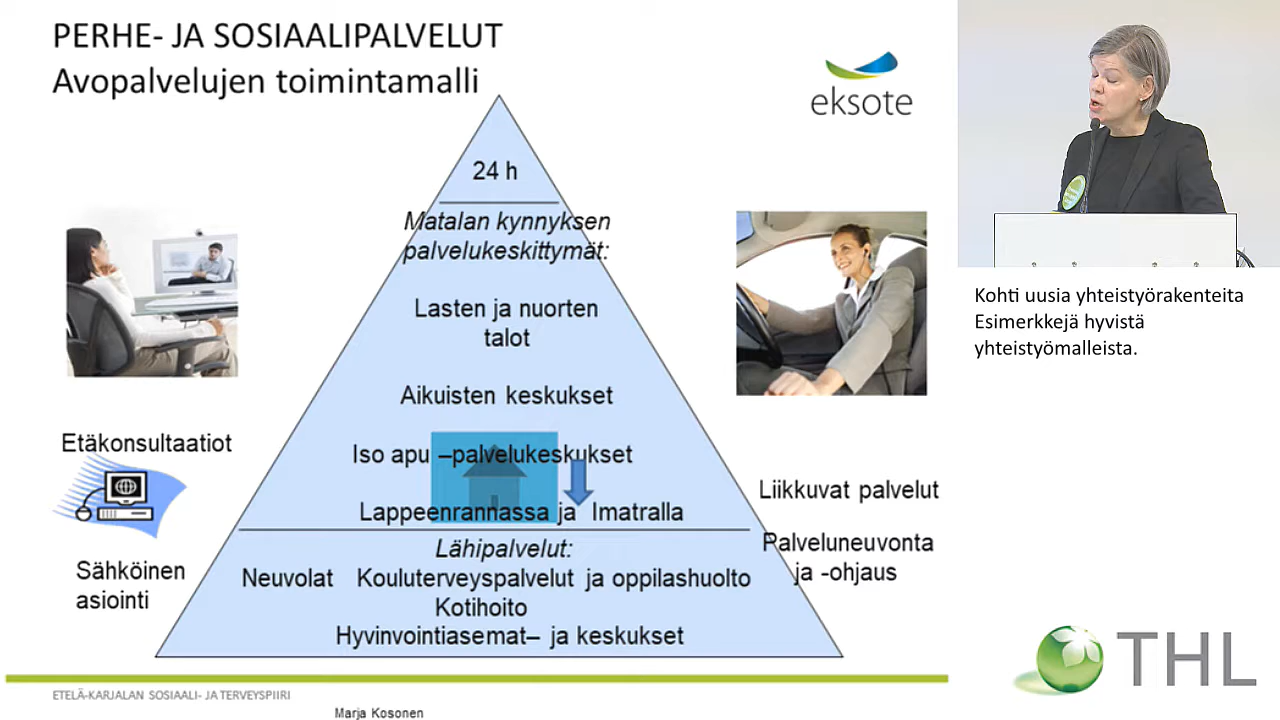 PERHE- JA SOSIAALIPALVELUT
Avopalvelujen toimintamalli
eksote
24 h
Matalan kynnyksen
palvelukeskittymät:
Lasten ja nuorten
talot
Aikuisten keskukset
Iso apu –palvelukeskukset
Lappeenrannassa ja Imatralla
Lähipalvelut:
Neuvolat Kouluterveyspalvelut ja oppilashuolto
Kotihoito
Hyvinvointiasemat– ja keskukset
Etäkonsultaatiot
Sähköinen
asiointi
Liikkuvat palvelut
Palveluneuvonta
ja -ohjaus
ETELÄ-KARJALAN SOSIAALI- JA TERVEYSPIIRI
Marja Kosonen
Kohti uusia yhteistyörakenteita
Esimerkkejä hyvistä
yhteistyömalleista.
THL